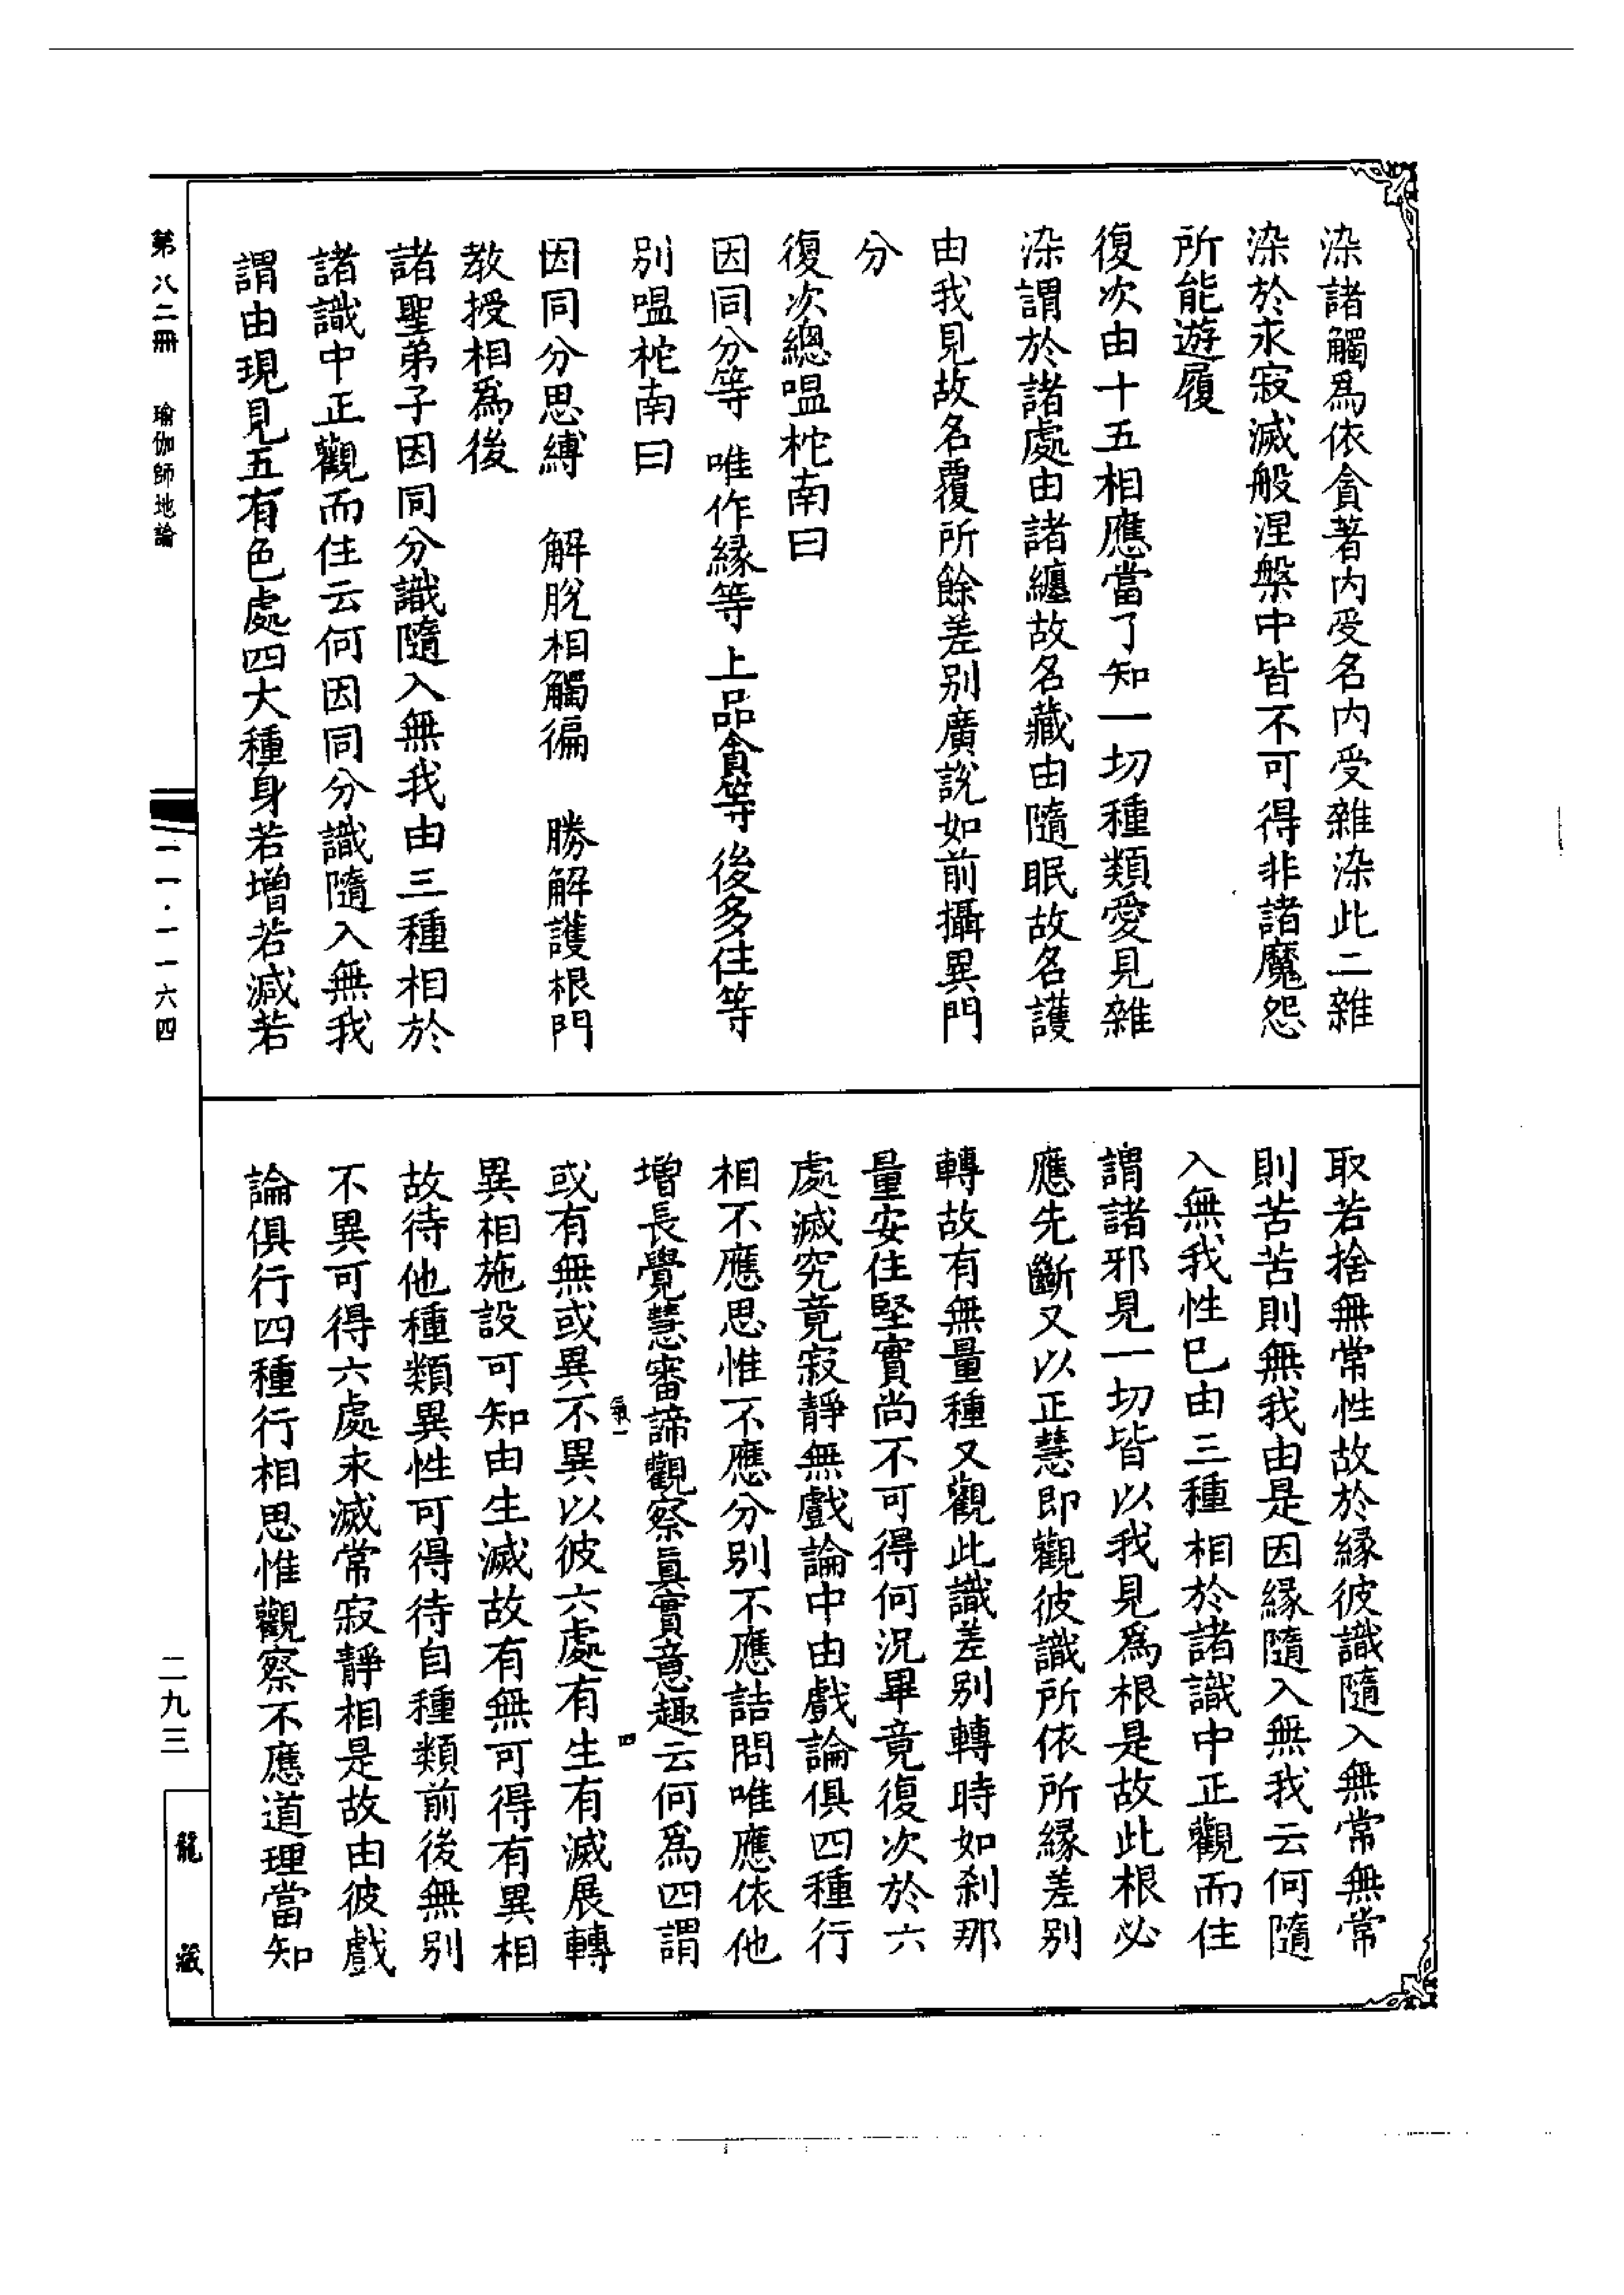 染諸觸爲依貪著內受名內受雜染此二雜
染於永寂滅般涅槃中皆不可得非諸魔怨
所能遊履
復次由十五相應當了知一切種類愛見雜
染謂於諸處由諸纏故名藏由隨眠故名護
由我見故名覆所餘差別廣説如前攝異門
分
復次總嗢柁南曰
因同分等 唯作緣等 上品貪等 後多住等
別嗢柁南曰
因同分思縛 解脫相觸徧 勝解護根門
教授相爲後
諸聖弟子因同分識隨入無我由三種相於
諸識中正觀而住云何因同分識隨入無我
謂由現見五有色處四大種身若增若減若
取若捨無常性故於緣彼識隨入無常無常
則苦苦則無我由是因緣隨入無我云何隨
入無我性已由三種相於諸識中正觀而住
謂諸邪見一切皆以我見爲根是故此根必
應先斷又以正慧即觀彼識所依所緣差別
轉故有無量種又觀此識差別轉時如刹那
量安住堅實尚不可得何況畢竟復次於六
處滅究竟寂靜無戲論中由戲論俱四種行
相不應思惟不應分別不應詰問唯應依他
增長覺慧審諦觀察眞實意趣云何爲四謂
或有無或異不異以彼六處有生有滅展轉
異相施設可知由生滅故有無可得有異相
故待他種類異性可得待自種類前後無別
不異可得六處永滅常寂靜相是故由彼戲
論俱行四種行相思惟觀察不應道理當知
第八二冊 瑜伽師地論
二一·一一六四
二九三
龍藏